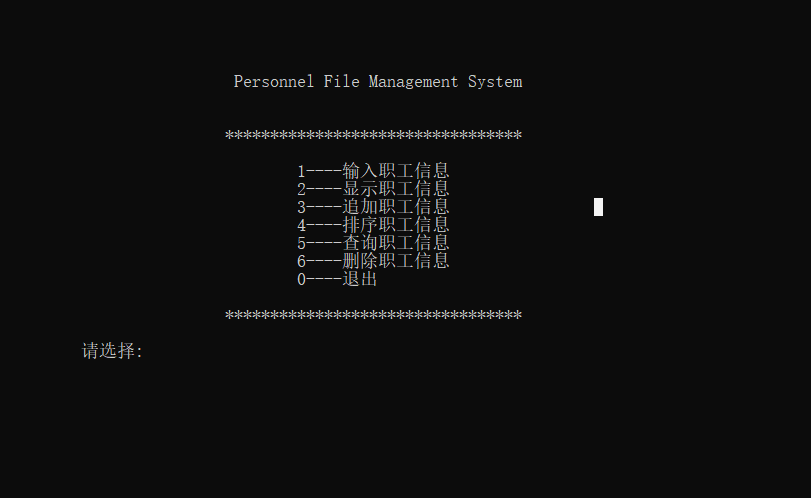 Personnel File Management System
*********************************
1----输入职工信息
2----显示职工信息
3----追加职工信息
4----排序职工信息
5----查询职工信息
6----删除职工信息
0----退出
*********************************
请选择: